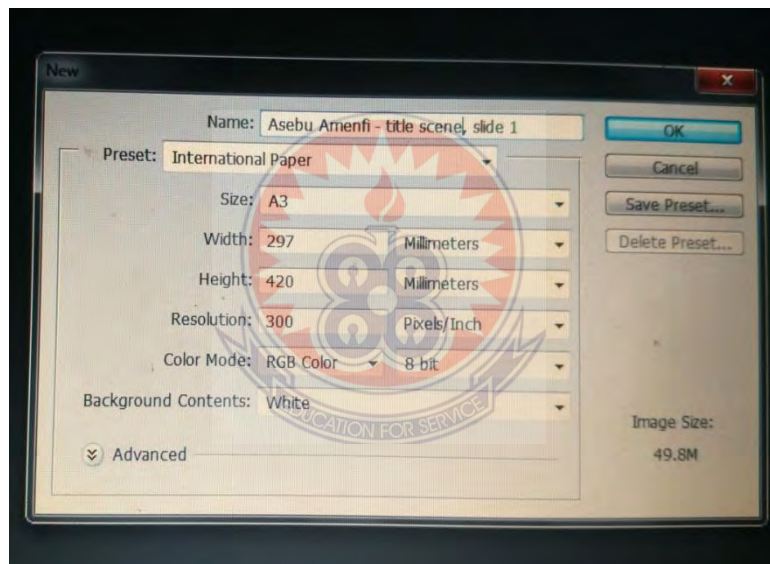 New
Name: Asebu Amenfi - title scene, slide 1
OK
Preset: International Paper
Cancel
Size: A3
Save Preset...
Width: 297 Millimeters
Delete Preset...
Height: 420 Millimeters
Resolution: 300 Pixels/Inch
Color Mode: RGB Color 8 bit
Background Contents: White
EDUCATION FOR SERVICE
Image Size:
Advanced
49.8M